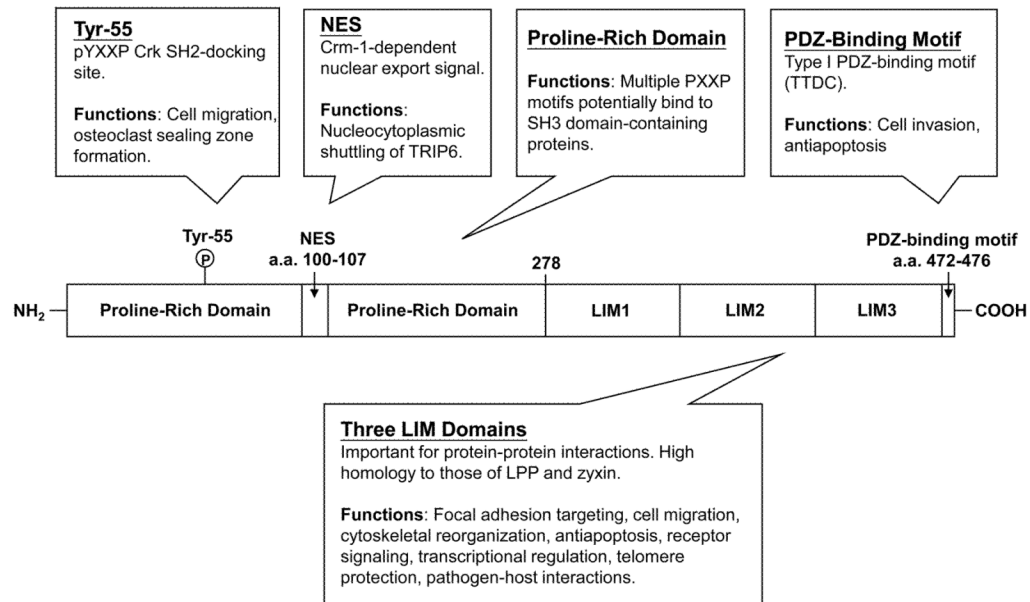 Tyr-55
pYXXP Crk SH2-docking
site.
Functions: Cell migration,
osteoclast sealing zone
formation.
NES
Crm-1-dependent
nuclear export signal.
Functions:
Nucleocytoplasmic
shuttling of TRIP6.
Proline-Rich Domain
Functions: Multiple PXXP
motifs potentially bind to
SH3 domain-containing
proteins.
PDZ-Binding Motif
Type I PDZ-binding motif
(TTDC).
Functions: Cell invasion,
antiapoptosis
Tyr-55
P
NES
a.a. 100-107
278
PDZ-binding motif
a.a. 472-476
NH2
Proline-Rich Domain
Proline-Rich Domain
LIM1
LIM2
LIM3
COOH
Three LIM Domains
Important for protein-protein interactions. High
homology to those of LPP and zyxin.
Functions: Focal adhesion targeting, cell migration,
cytoskeletal reorganization, antiapoptosis, receptor
signaling, transcriptional regulation, telomere
protection, pathogen-host interactions.